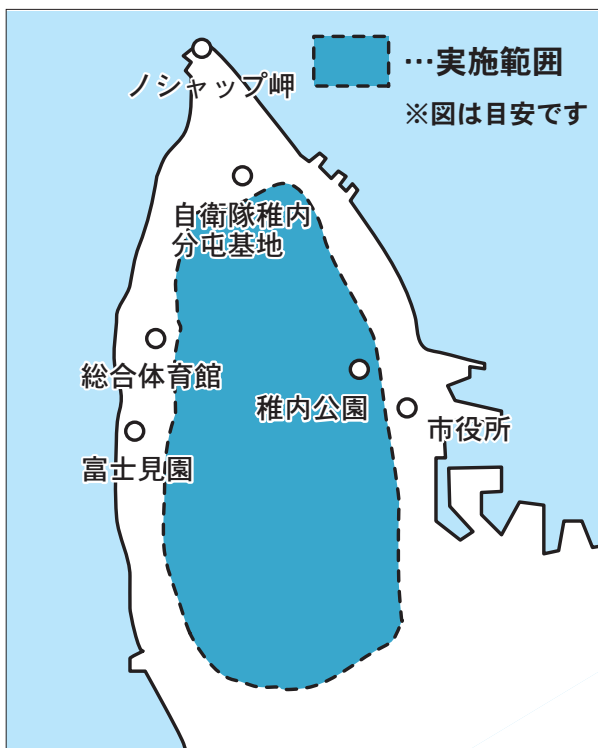 ノシャップ岬
…実施範囲
※図は目安です
自衛隊稚内
分屯基地
総合体育館
稚内公園
市役所
富士見園